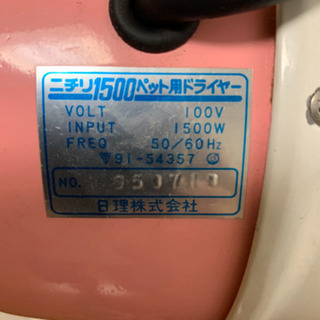 ニチリ1500ペット用ドライヤー
VOLT 100V
INPUT 1500W
FREQ 50/60Hz
91-54357
NO.
日理株式会社